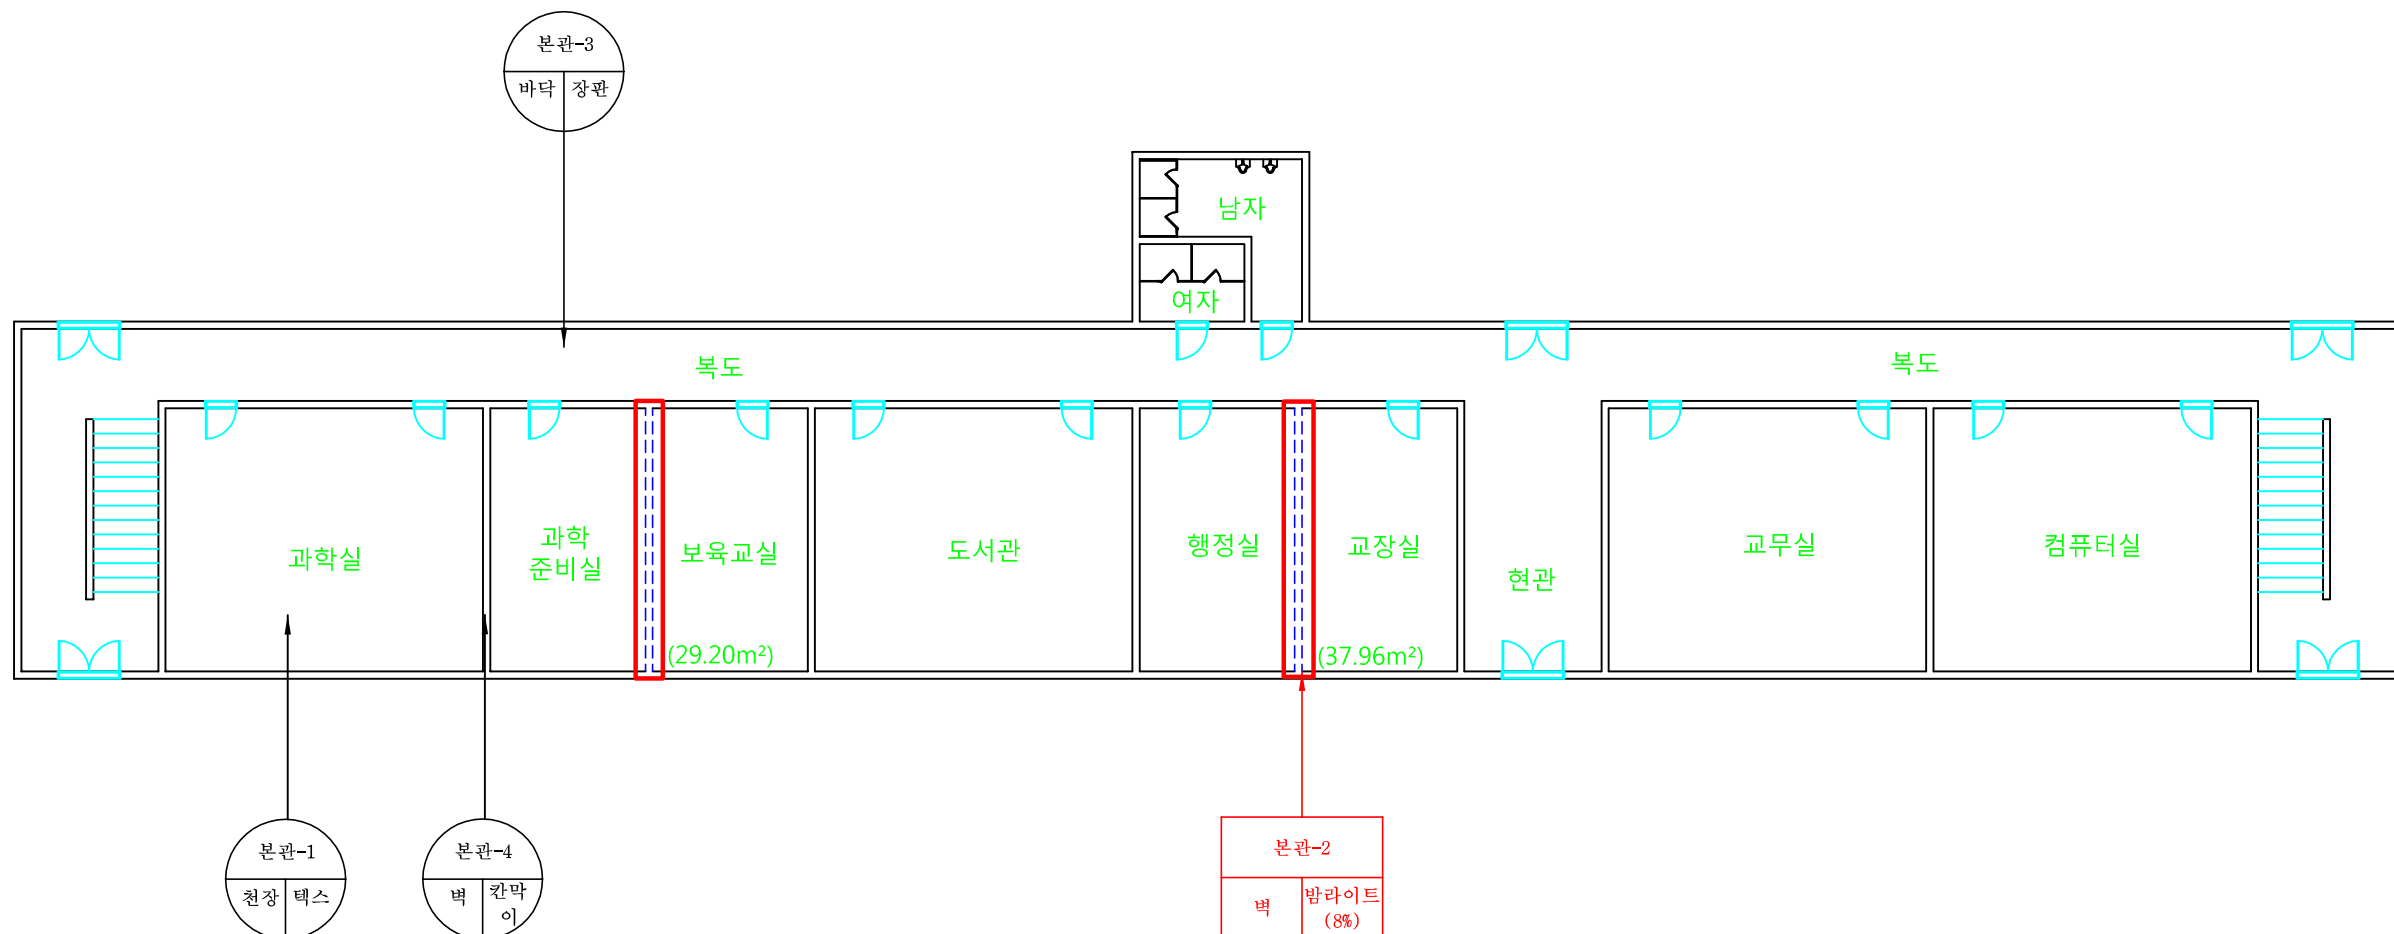 본관-3
바닥 장판
남자
여자
복도
복도
과학실
과학
준비실
보육교실
(29.20m²)
도서관
행정실
교장실
(37.96m²)
현관
교무실
컴퓨터실
본관-1
천장 텍스
본관-4
벽 칸막
이
본관-2
벽 밤라이트
(8%)